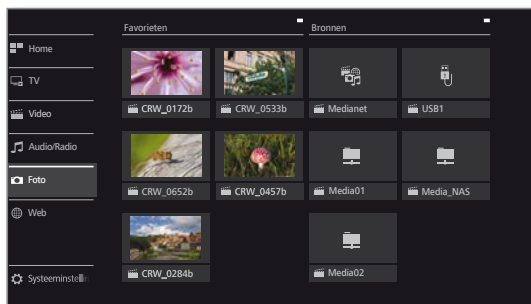 Favorieten
Bronnen
Home
TV
Video
Audio/Radio
Foto
Web
Systeeminstellin
CRW_0172b
CRW_0533b
Medianet
USB1
CRW_0652b
CRW_0457b
Media01
Media_NAS
CRW_0284b
Media02